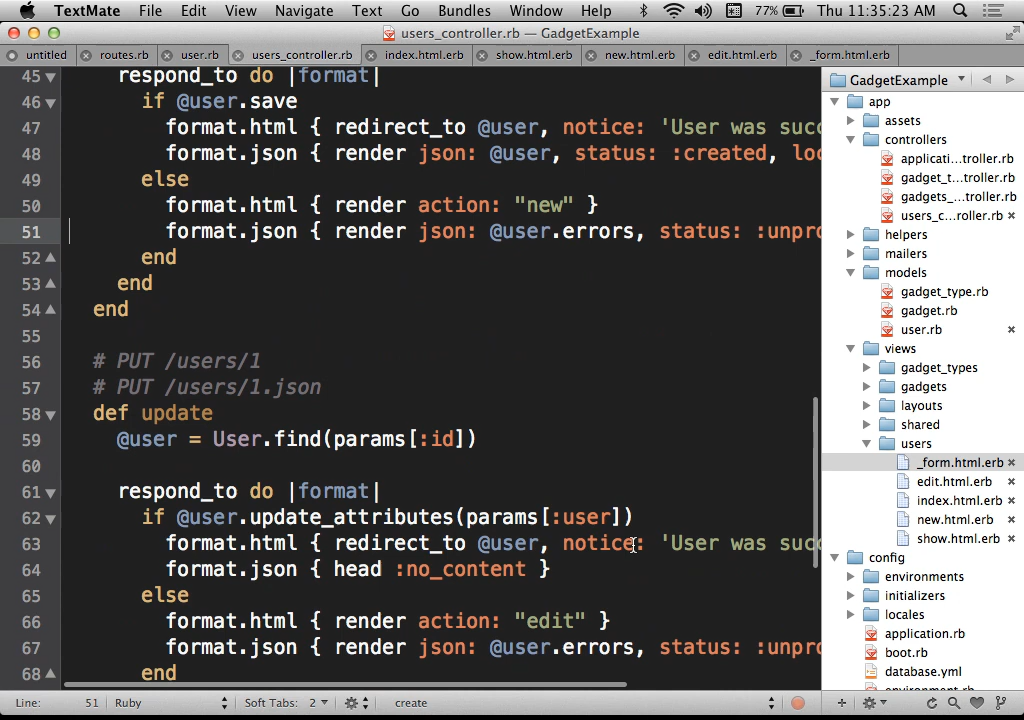 TextMate File Edit View Navigate Text Go Bundles Window Help 77% Thu 11:35:23 AM
users_controller.rb — GadgetExample
untitled routes.rb user.rb users_controller.rb index.html.erb show.html.erb new.html.erb edit.html.erb _form.html.erb
45 respond_to do |format|
46 if @user.save
47 format.html { redirect_to @user, notice: 'User was succ
48 format.json { render json: @user, status: :created, loc
49 else
50 format.html { render action: "new" }
51 format.json { render json: @user.errors, status: :unpro
52 end
53 end
54 end
55
56 # PUT /users/1
57 # PUT /users/1.json
58 def update
59 @user = User.find(params[:id])
60
61 respond_to do |format|
62 if @user.update_attributes(params[:user])
63 format.html { redirect_to @user, notice: 'User was succ
64 format.json { head :no_content }
65 else
66 format.html { render action: "edit" }
67 format.json { render json: @user.errors, status: :unpro
68 end
GadgetExample
app
assets
controllers
applicati...troller.rb
gadget_t...troller.rb
gadgets_...troller.rb
users_c...roller.rb
helpers
mailers
models
gadget_type.rb
gadget.rb
user.rb
views
gadget_types
gadgets
layouts
shared
users
_form.html.erb
edit.html.erb
index.html.erb
new.html.erb
show.html.erb
config
environments
initializers
locales
application.rb
boot.rb
database.yml
environment.rb
Line: 51 Ruby Soft Tabs: 2 create